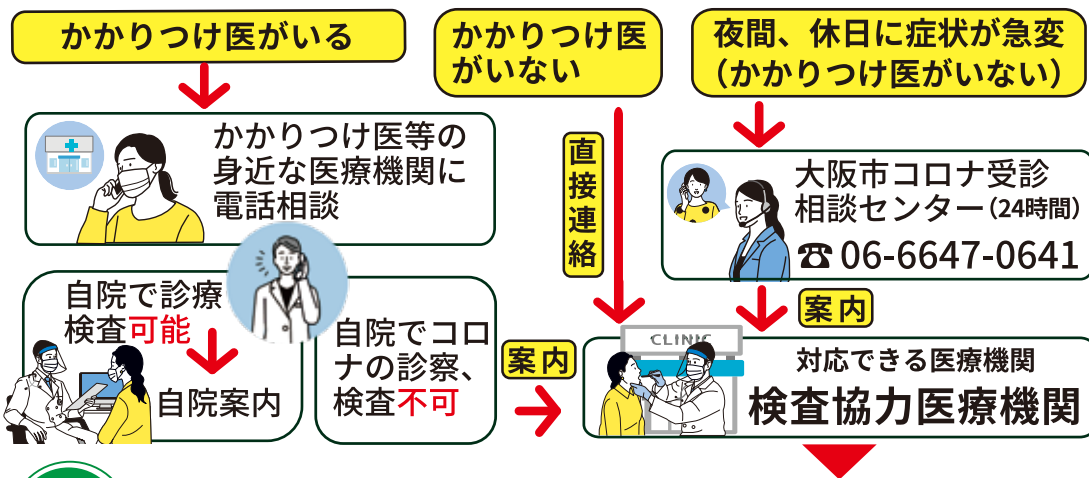 かかりつけ医がいる
かかりつけ医等の
身近な医療機関に
電話相談
自院で診療
検査可能
自院案内
自院でコロ
ナの診察、
検査不可
案内
かかりつけ医
がいない
直接連絡
夜間、休日に症状が急変
（かかりつけ医がいない）
大阪市コロナ受診
相談センター（24時間）
☎06-6647-0641
案内
CLINIC
対応できる医療機関
検査協力医療機関